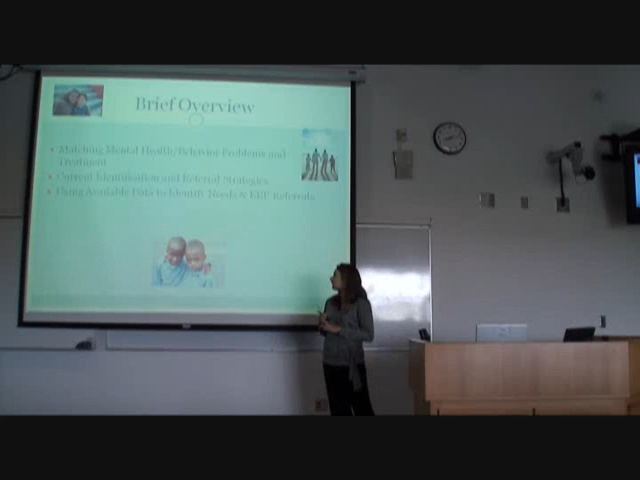 Brief Overview
Matching Mental Health/Behavior Problems and
Treatment
Current Identification and Referral Strategies
Using Available Data to Identify Needs & EBP Referrals